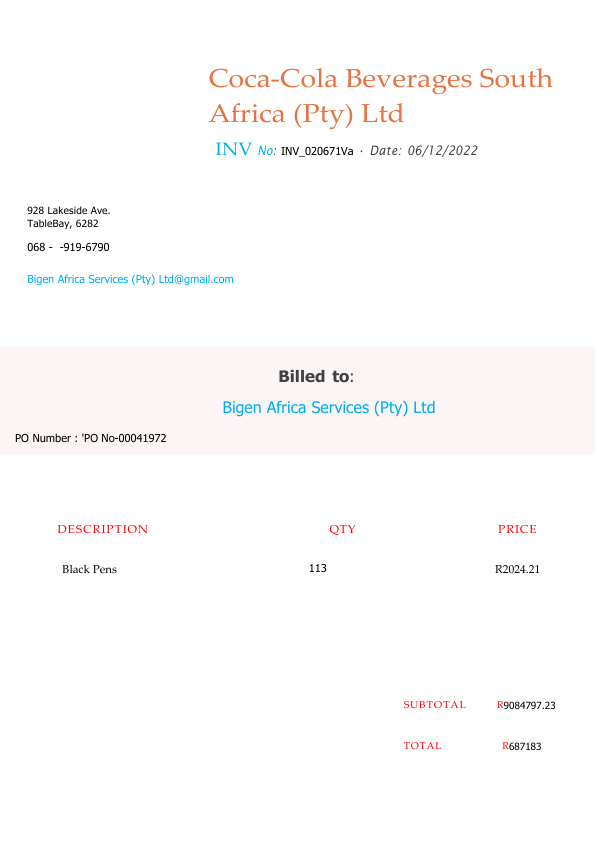 Coca-Cola Beverages South
Africa (Pty) Ltd
INV No: INV_020671Va · Date: 06/12/2022
928 Lakeside Ave.
TableBay, 6282
068 -  -919-6790
Bigen Africa Services (Pty) Ltd@gmail.com
Billed to:
Bigen Africa Services (Pty) Ltd
PO Number : 'PO No-00041972
DESCRIPTION QTY PRICE
Black Pens 113 R2024.21
SUBTOTAL R9084797.23
TOTAL R687183